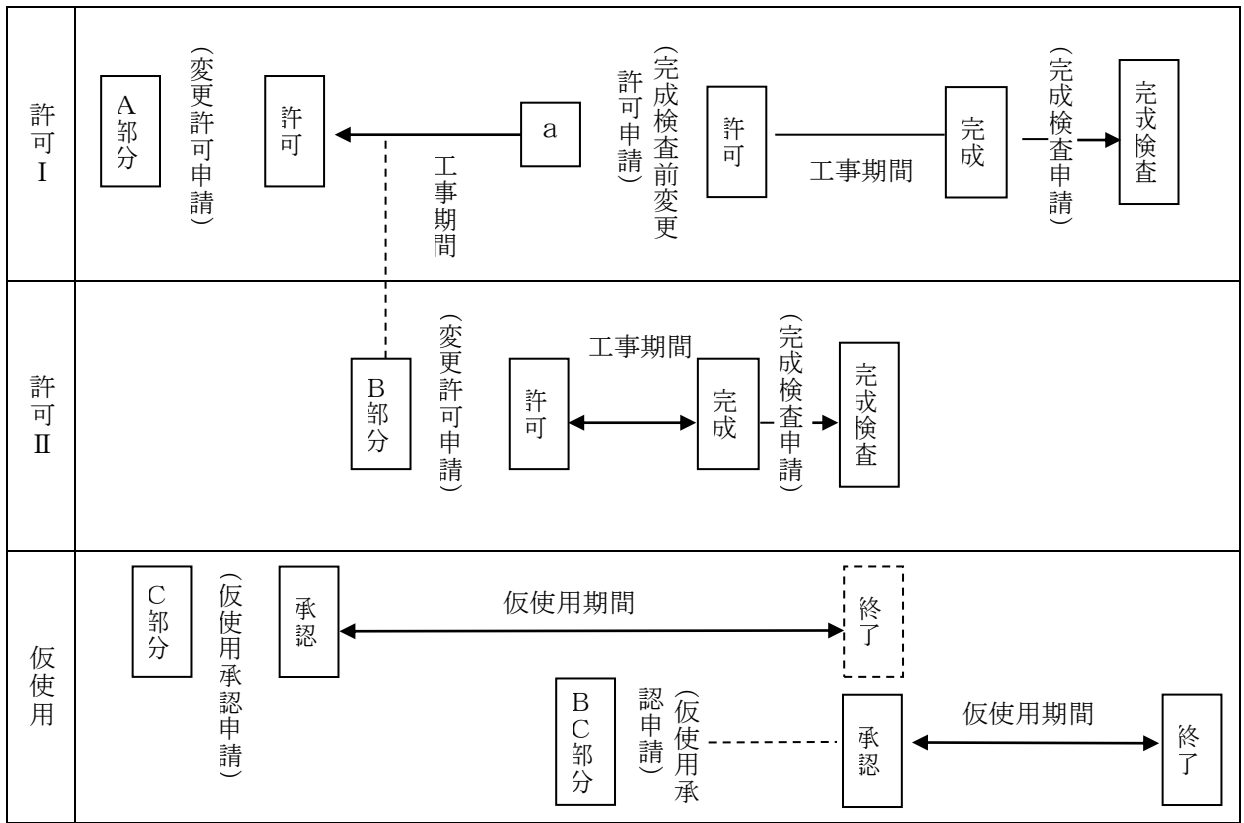 許可Ⅰ
A部分
（変更許可申請）
許可
工事期間
a
（完成検査前変更
許可申請）
許可
工事期間
完成
（完成検査申請）
完成検査
許可Ⅱ
B部分
（変更許可申請）
許可
工事期間
完成
（完成検査申請）
完成検査
仮使用
C部分
（仮使用承認申請）
承認
仮使用期間
終了
BC部分
（仮使用承
認申請）
承認
仮使用期間
終了